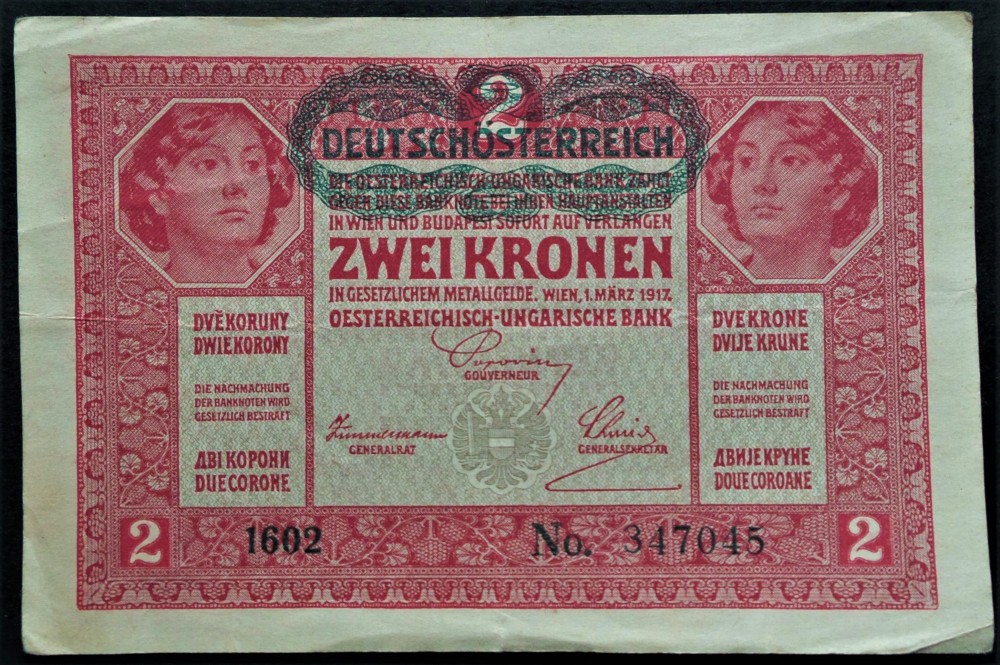 2
DEUTSCHÖSTERREICH
DIE OESTERREICHISCH-UNGARISCHE BANK ZAHLT
GEGEN DIESE BANKNOTE BEI IHREN HAUPTANSTALTEN
IN WIEN UND BUDAPEST SOFORT AUF VERLANGEN
ZWEI KRONEN
IN GESETZLICHEM METALLGELDE. WIEN, 1. MÄRZ 1917.
OESTERREICHISCH-UNGARISCHE BANK
GOUVERNEUR
Zimmermann
GENERALRAT
GENERALSEKRETÄR
DVĚ KORUNY
DWIE KORONY
DIE NACHMACHUNG
DER BANKNOTEN WIRD
GESETZLICH BESTRAFT
ДВІ КОРОНИ
DUE CORONE
DVE KRONE
DVIJE KRUNE
DIE NACHMACHUNG
DER BANKNOTEN WIRD
GESETZLICH BESTRAFT
ДВИЈЕ КРУНЕ
DOUE COROANE
2
1602
No. 347045
2